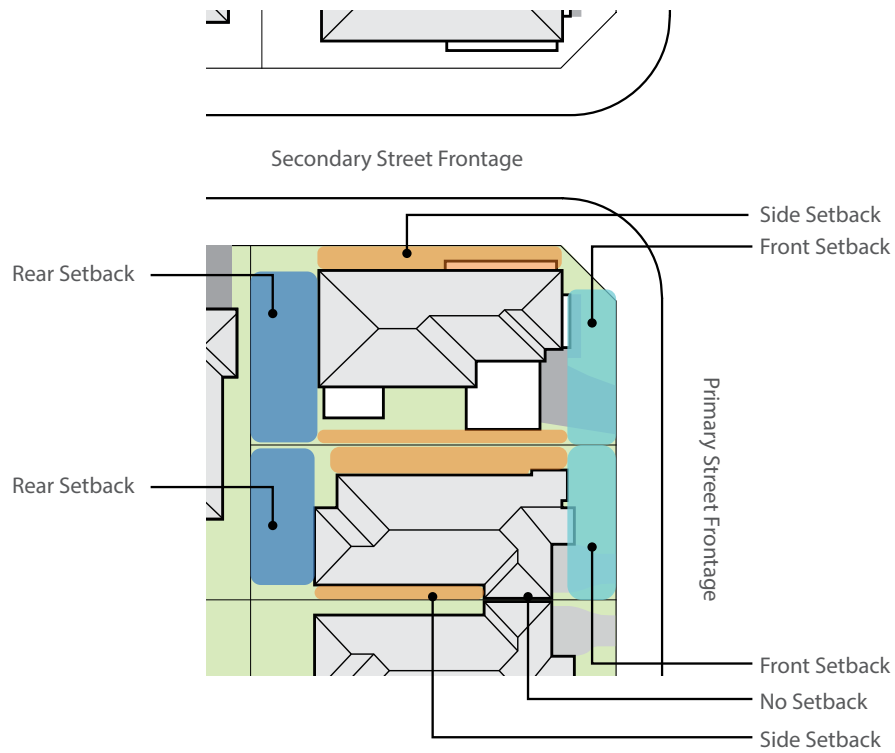 Secondary Street Frontage
Side Setback
Front Setback
Rear Setback
Primary Street Frontage
Rear Setback
Front Setback
No Setback
Side Setback